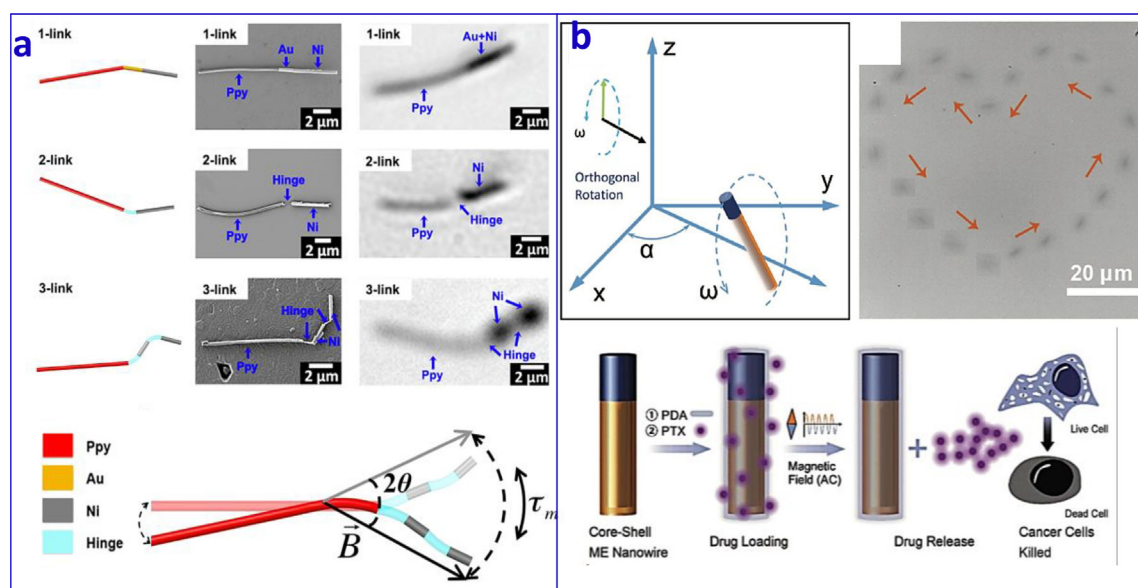 a
1-link
1-link
Au
Ni
Ppy
2 μm
1-link
Au+Ni
Ppy
2 μm
2-link
2-link
Hinge
Ppy
Ni
2 μm
2-link
Ni
Ppy
Hinge
2 μm
3-link
3-link
Hinge
Ni
Ppy
2 μm
3-link
Ni
Hinge
Ppy
2 μm
Ppy
Au
Ni
Hinge
2θ
B
τm
b
z
ω
Orthogonal
Rotation
y
α
x
ω
20 μm
① PDA
② PTX
Magnetic
Field (AC)
Core-Shell
ME Nanowire
Drug Loading
Drug Release
Live Cell
Dead Cell
Cancer Cells
Killed